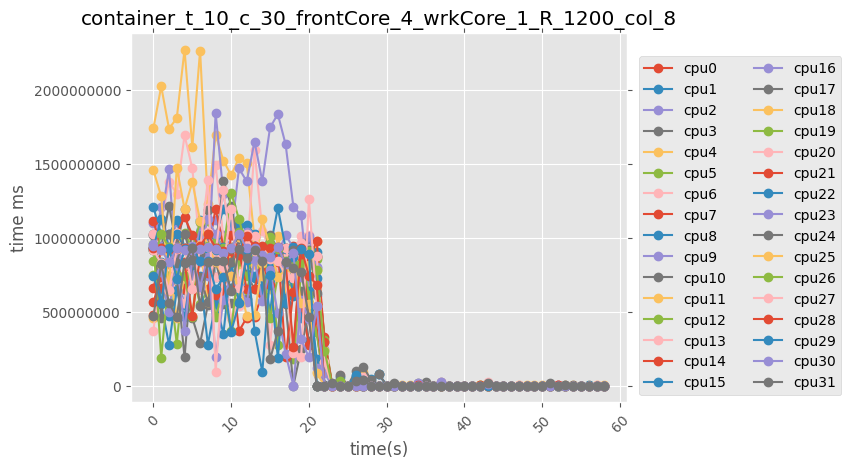 container_t_10_c_30_frontCore_4_wrkCore_1_R_1200_col_8
time ms
2000000000
1500000000
1000000000
500000000
0
0
10
20
30
40
50
60
time(s)
cpu0
cpu1
cpu2
cpu3
cpu4
cpu5
cpu6
cpu7
cpu8
cpu9
cpu10
cpu11
cpu12
cpu13
cpu14
cpu15
cpu16
cpu17
cpu18
cpu19
cpu20
cpu21
cpu22
cpu23
cpu24
cpu25
cpu26
cpu27
cpu28
cpu29
cpu30
cpu31